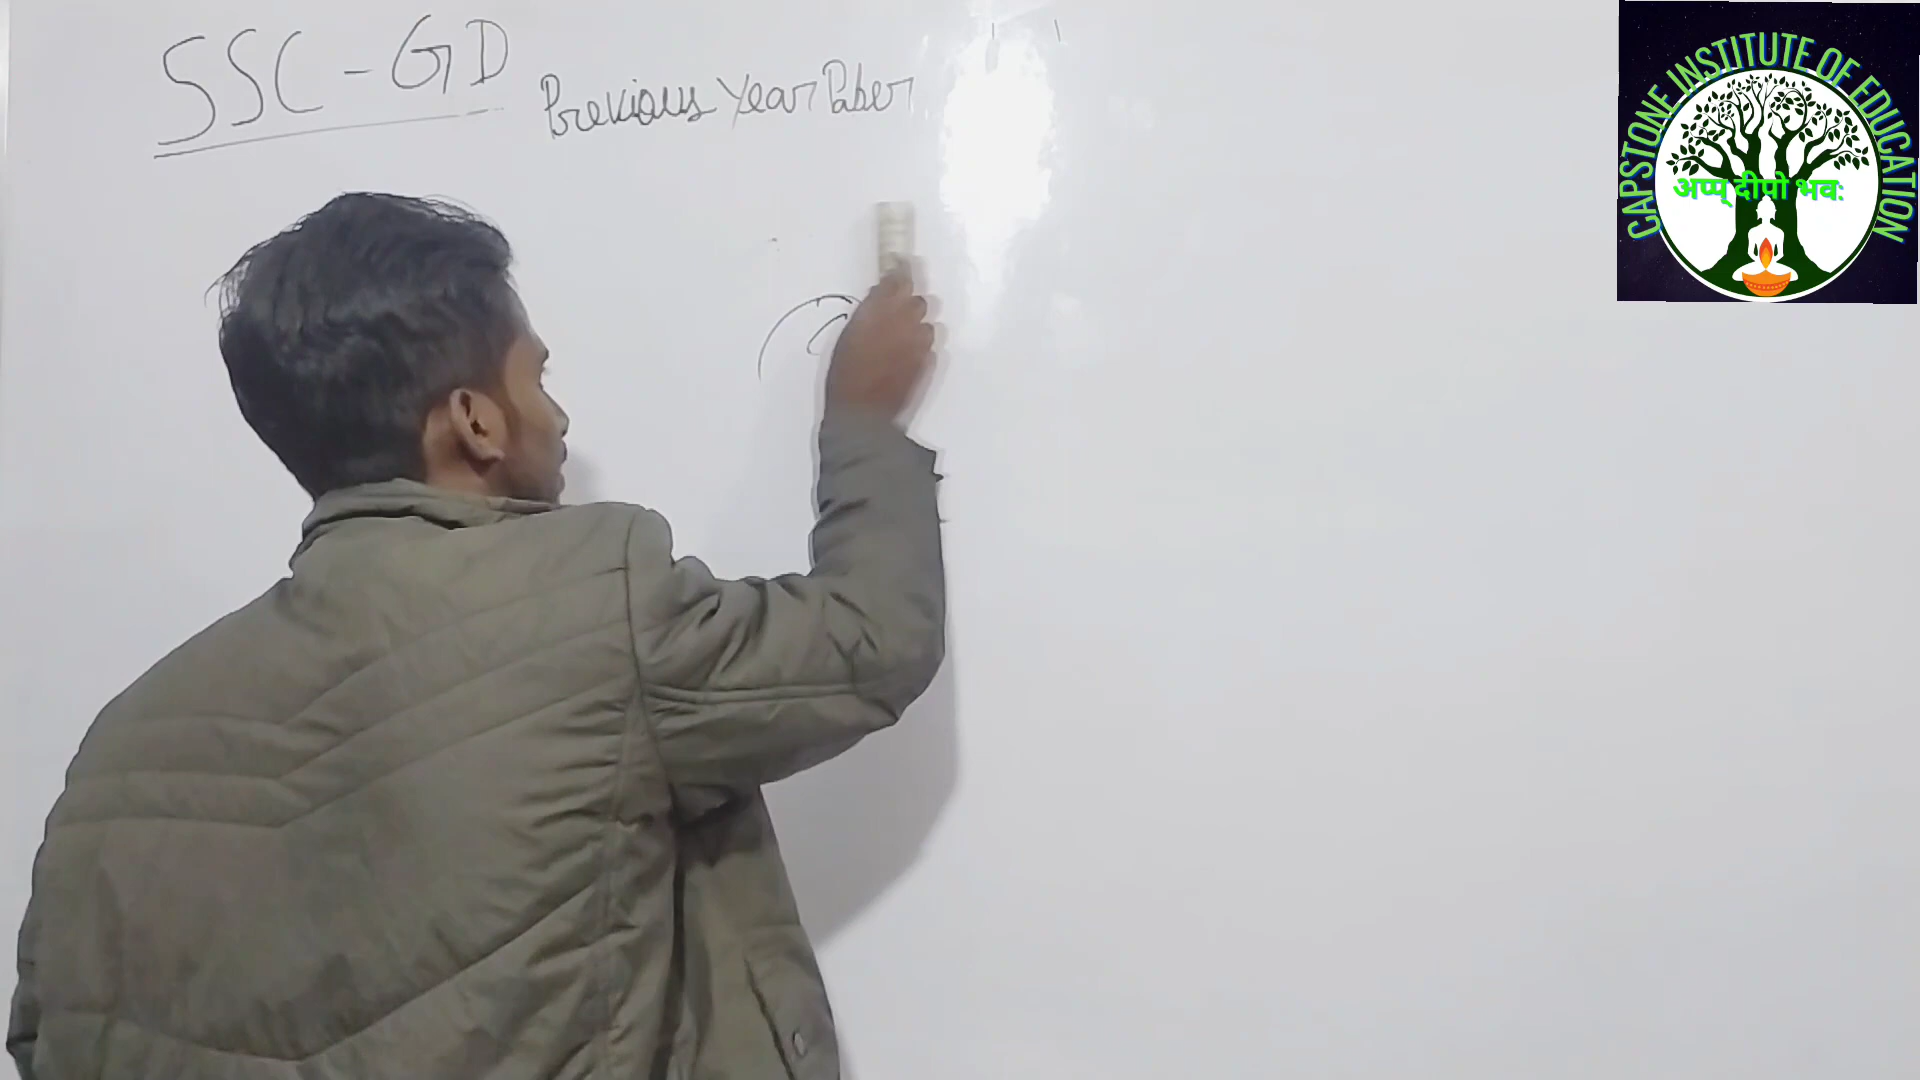 SSC - GD
Previous Year Paper
CAPSTONE INSTITUTE OF EDUCATION
अप्प् दीपो भवः